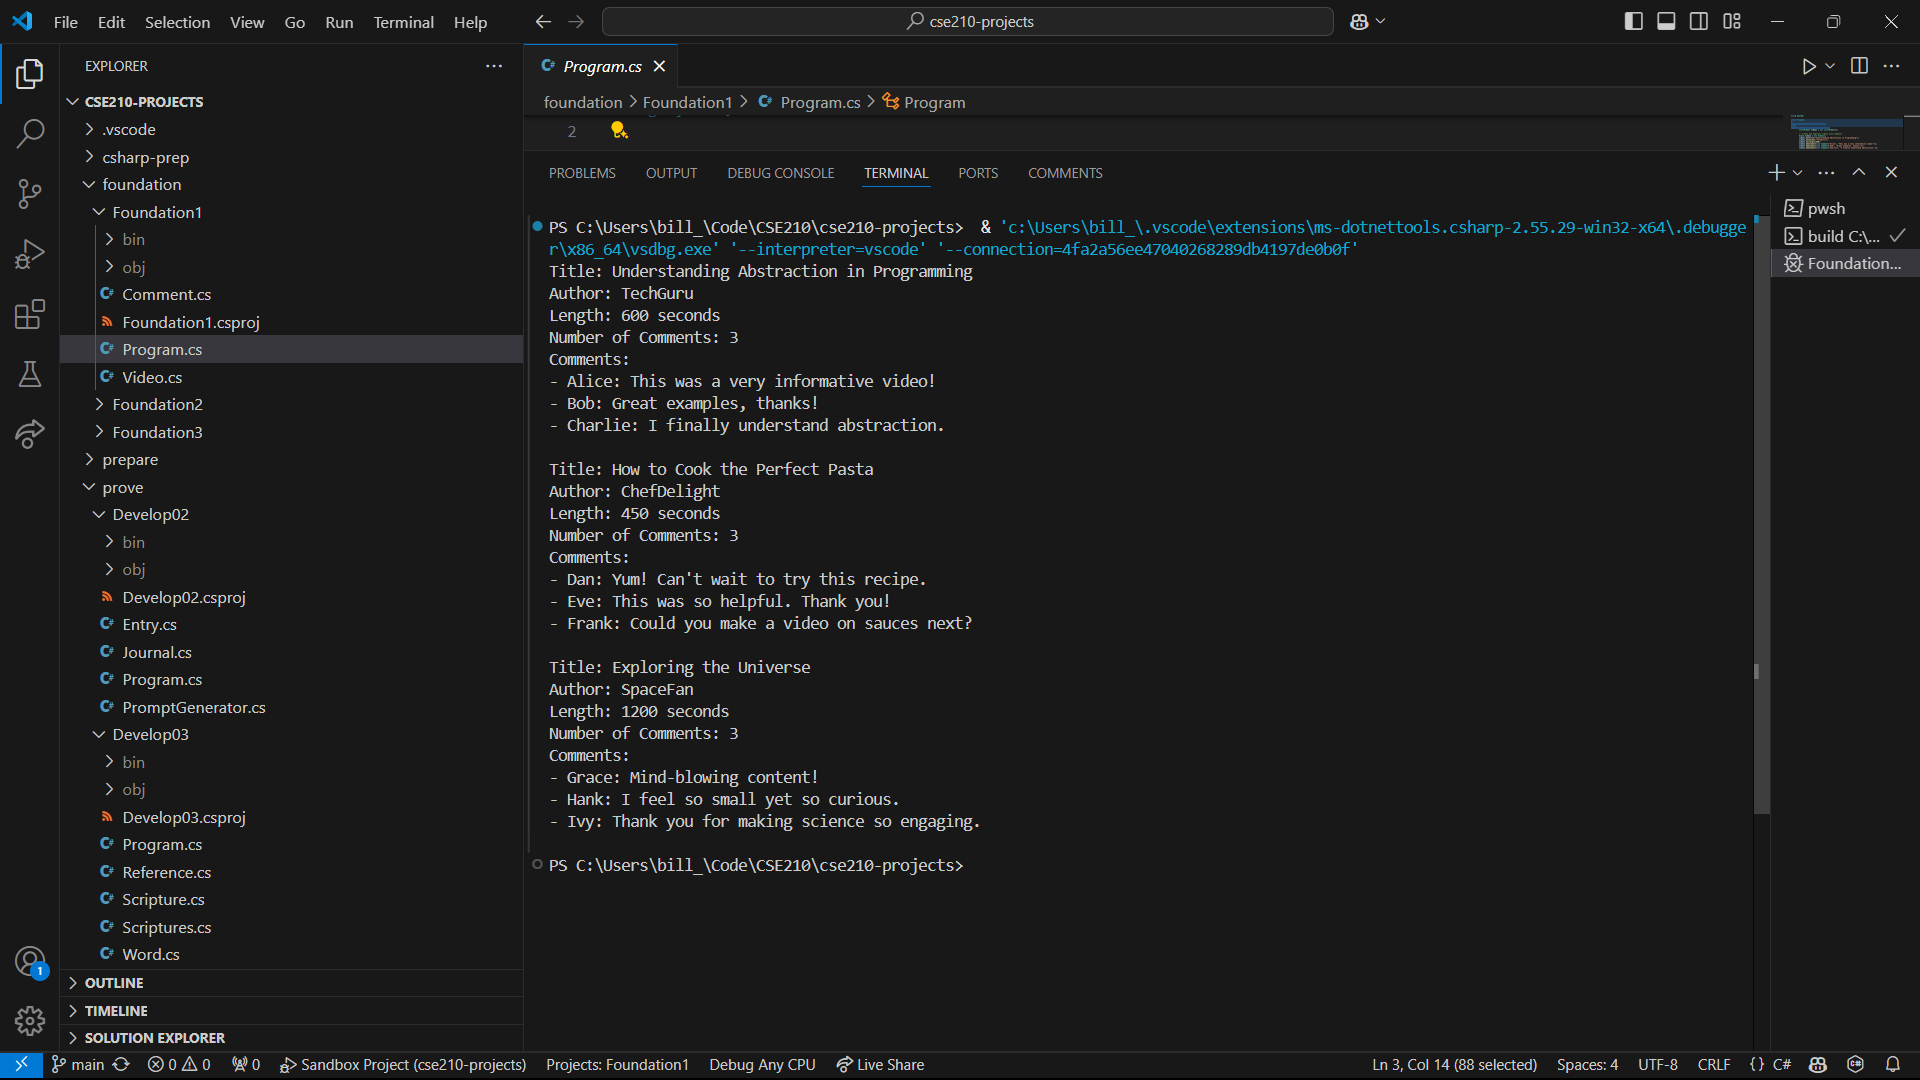 File Edit Selection View Go Run Terminal Help
cse210-projects
EXPLORER
CSE210-PROJECTS
.vscode
csharp-prep
foundation
Foundation1
bin
obj
Comment.cs
Foundation1.csproj
Program.cs
Video.cs
Foundation2
Foundation3
prepare
prove
Develop02
bin
obj
Develop02.csproj
Entry.cs
Journal.cs
Program.cs
PromptGenerator.cs
Develop03
bin
obj
Develop03.csproj
Program.cs
Reference.cs
Scripture.cs
Scriptures.cs
Word.cs
OUTLINE
TIMELINE
SOLUTION EXPLORER
Program.cs
foundation > Foundation1 > Program.cs > Program
2
PROBLEMS OUTPUT DEBUG CONSOLE TERMINAL PORTS COMMENTS
PS C:\Users\bill_\Code\CSE210\cse210-projects> & 'c:\Users\bill_\.vscode\extensions\ms-dotnettools.csharp-2.55.29-win32-x64\.debugge
r\x86_64\vsdbg.exe' '--interpreter=vscode' '--connection=4fa2a56ee47040268289db4197de0b0f'
Title: Understanding Abstraction in Programming
Author: TechGuru
Length: 600 seconds
Number of Comments: 3
Comments:
- Alice: This was a very informative video!
- Bob: Great examples, thanks!
- Charlie: I finally understand abstraction.
Title: How to Cook the Perfect Pasta
Author: ChefDelight
Length: 450 seconds
Number of Comments: 3
Comments:
- Dan: Yum! Can't wait to try this recipe.
- Eve: This was so helpful. Thank you!
- Frank: Could you make a video on sauces next?
Title: Exploring the Universe
Author: SpaceFan
Length: 1200 seconds
Number of Comments: 3
Comments:
- Grace: Mind-blowing content!
- Hank: I feel so small yet so curious.
- Ivy: Thank you for making science so engaging.
PS C:\Users\bill_\Code\CSE210\cse210-projects>
pwsh
build C:\...
Foundation...
1
main 0 0 0 Sandbox Project (cse210-projects) Projects: Foundation1 Debug Any CPU Live Share Ln 3, Col 14 (88 selected) Spaces: 4 UTF-8 CRLF {} C#